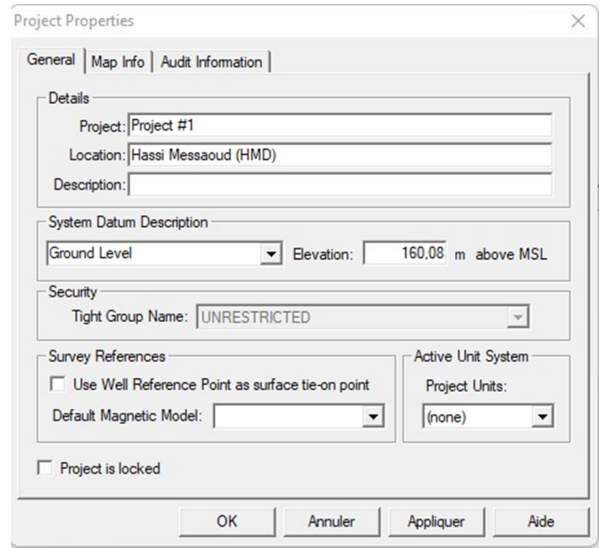 Project Properties
General Map Info Audit Information
Details
Project: Project #1
Location: Hassi Messaoud (HMD)
Description:
System Datum Description
Ground Level Elevation: 160,08 m above MSL
Security
Tight Group Name: UNRESTRICTED
Survey References Active Unit System
Use Well Reference Point as surface tie-on point Project Units:
Default Magnetic Model: (none)
Project is locked
OK Annuler Appliquer Aide